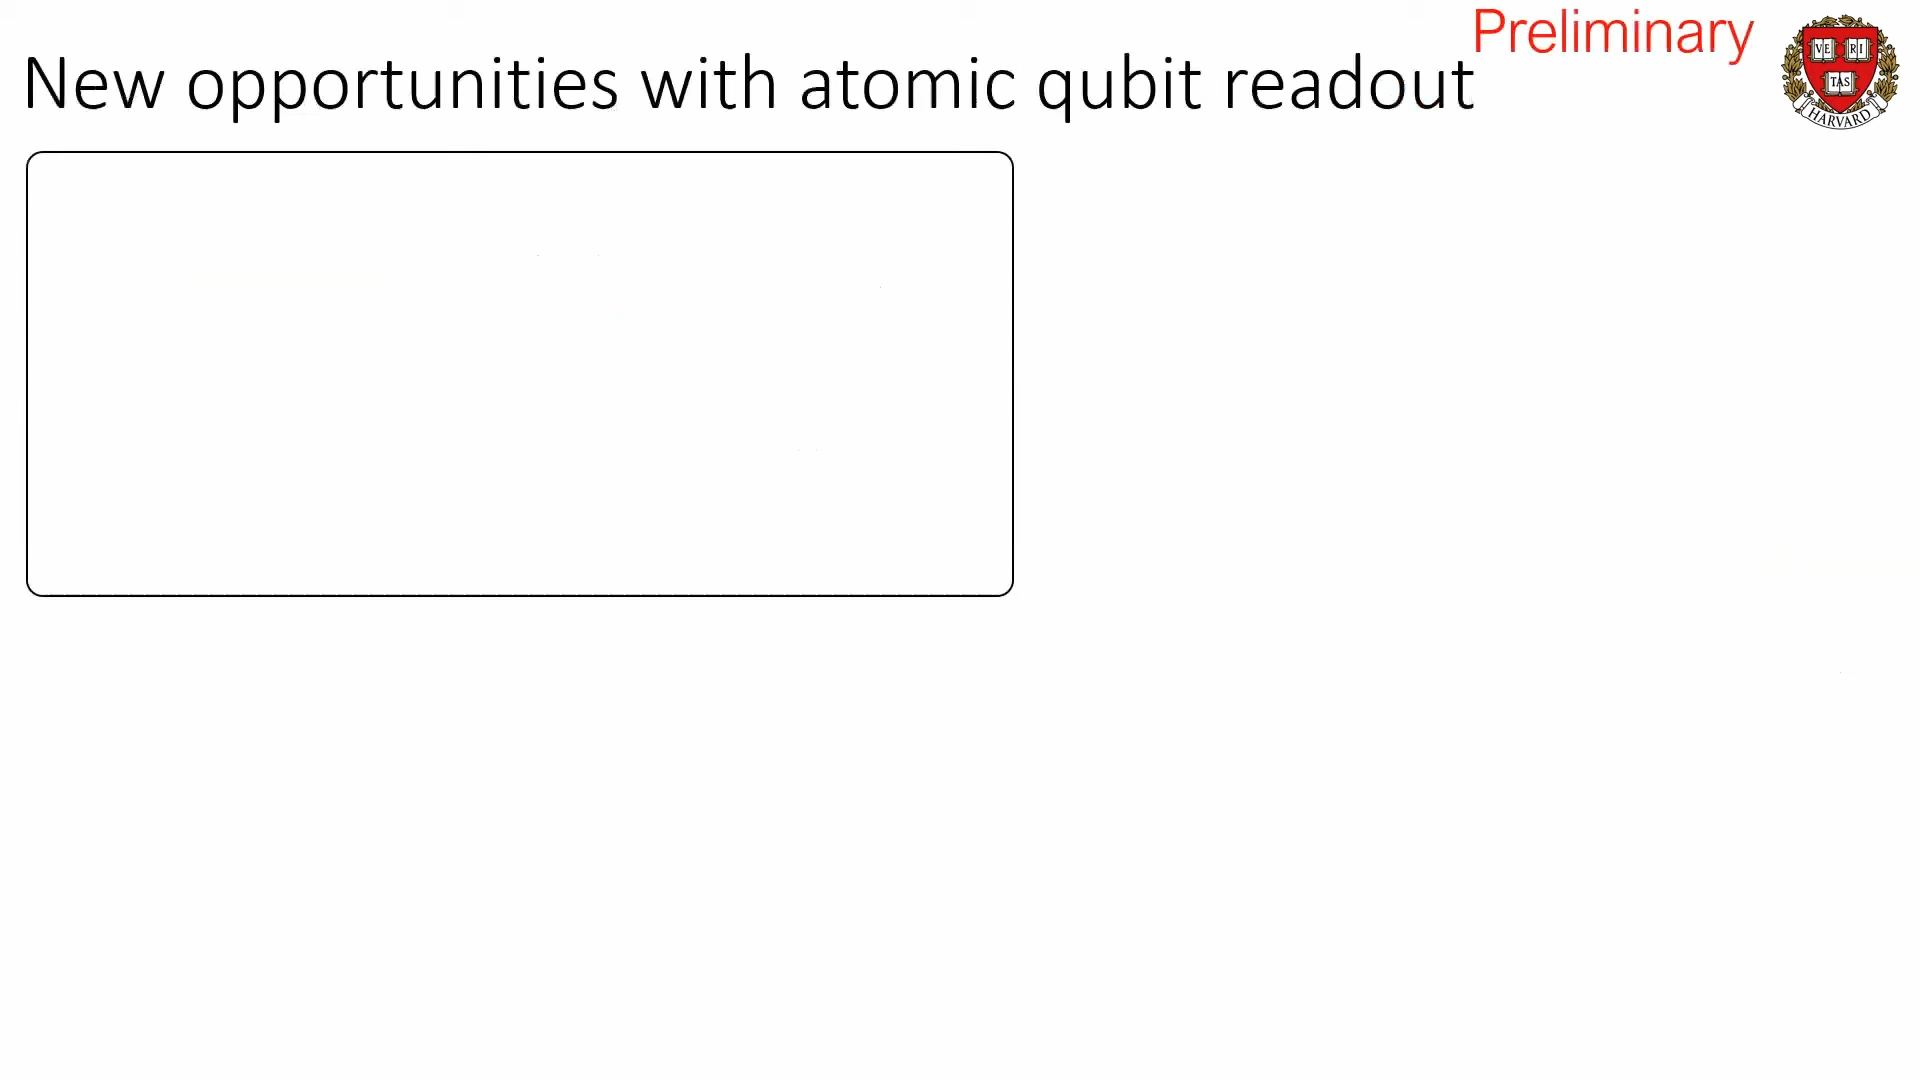 Preliminary
New opportunities with atomic qubit readout
VE RI
TAS
HARVARD